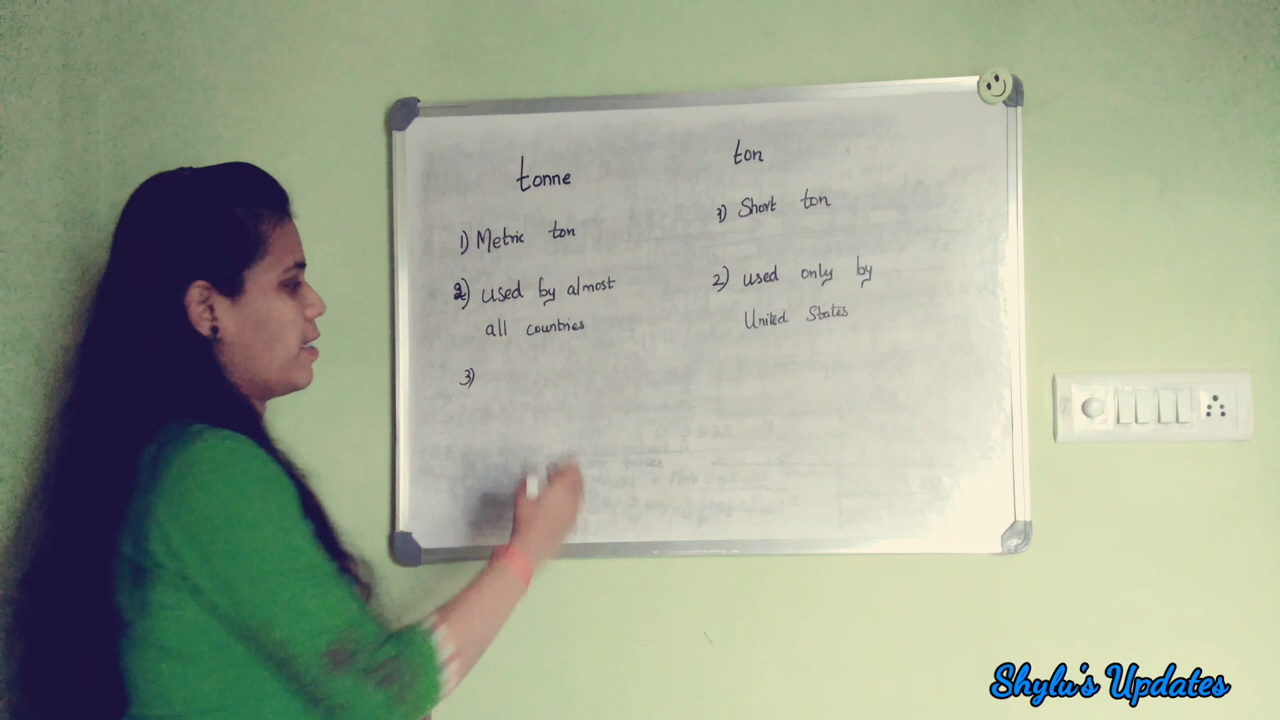 tonne
1) Metric ton
2) used by almost
all countries
3)
ton
1) Short ton
2) used only by
United States
Shylu's Updates